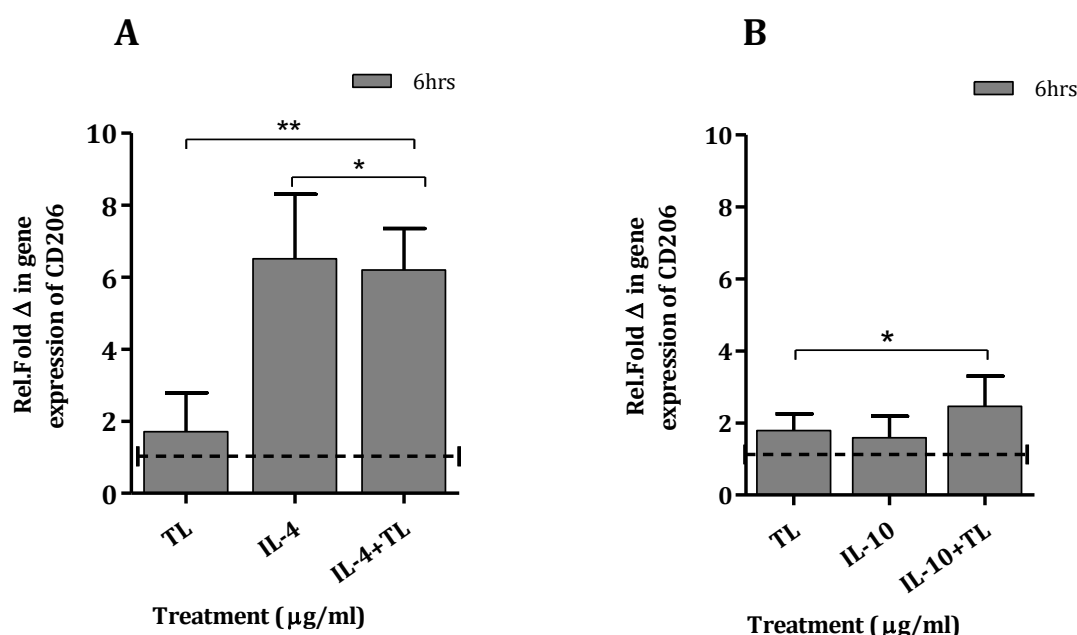 A
6hrs
Rel.Fold Δ in gene
expression of CD206
10
8
6
4
2
0
**
*
TL
IL-4
IL-4+TL
Treatment (μg/ml)
B
6hrs
Rel.Fold Δ in gene
expression of CD206
10
8
6
4
2
0
*
TL
IL-10
IL-10+TL
Treatment (μg/ml)